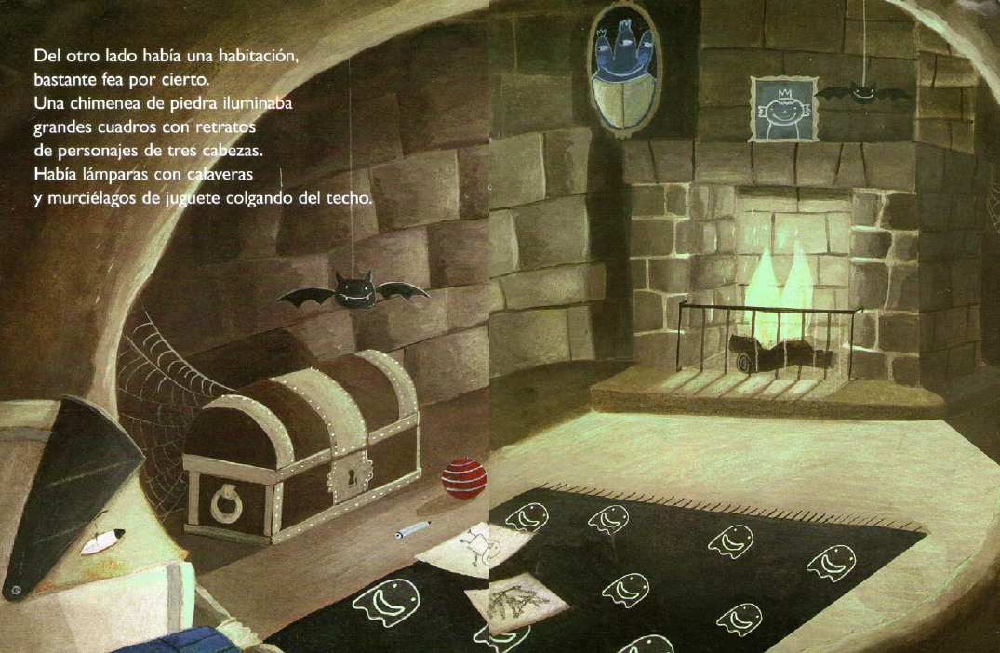 Del otro lado había una habitación,
bastante fea por cierto.
Una chimenea de piedra iluminaba
grandes cuadros con retratos
de personajes de tres cabezas.
Había lámparas con calaveras
y murciélagos de juguete colgando del techo.